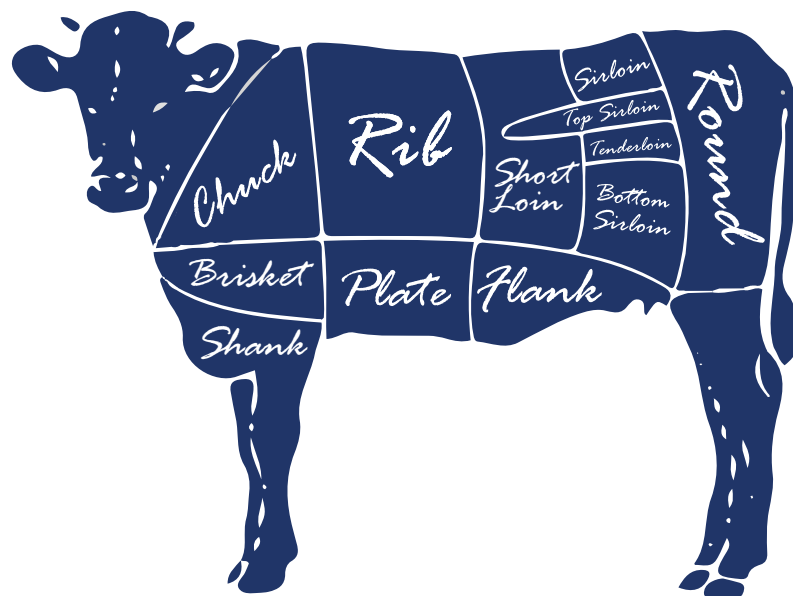 Sirloin
Top Sirloin
Tenderloin
Chuck
Rib
Short
Loin
Bottom
Sirloin
Round
Brisket
Plate
Flank
Shank